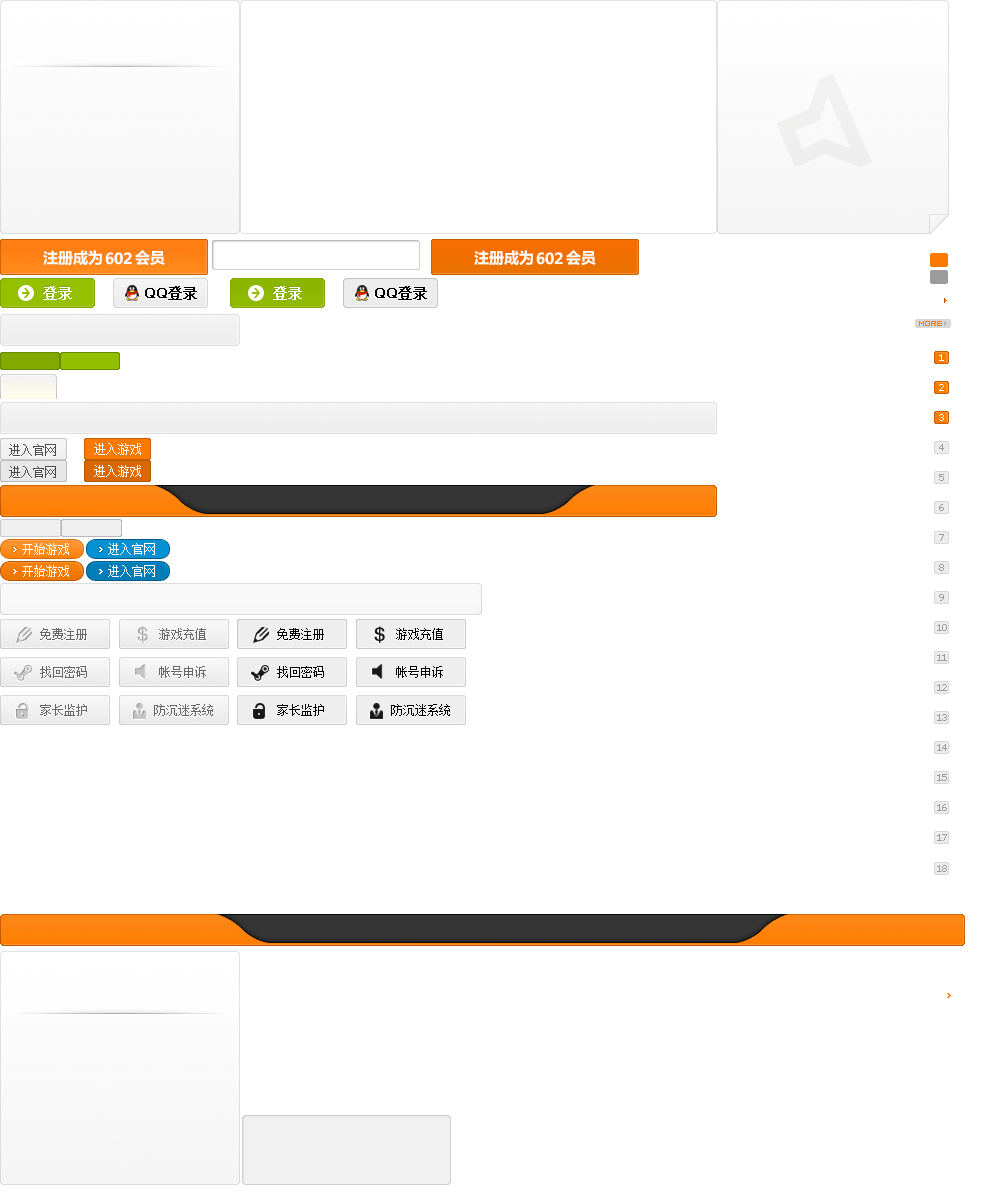 注册成为 602 会员 注册成为 602 会员
登录 QQ登录 登录 QQ登录
MORE
1
2
3
进入官网 进入游戏
4
进入官网 进入游戏
5
6
7
› 开始游戏 › 进入官网
› 开始游戏 › 进入官网
8
9
10
免费注册 $ 游戏充值 免费注册 $ 游戏充值
11
找回密码 帐号申诉 找回密码 帐号申诉
12
家长监护 防沉迷系统 家长监护 防沉迷系统
13
14
15
16
17
18